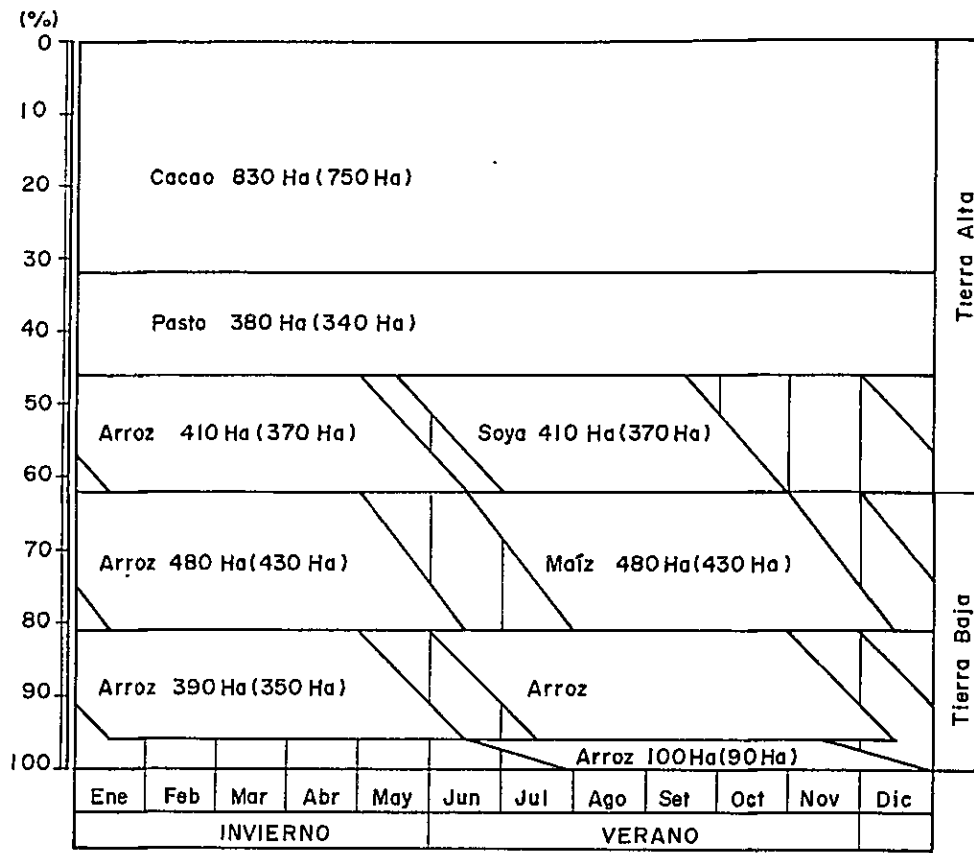 (%)
0
10
20
30
40
50
60
70
80
90
100
Cacao 830 Ha (750 Ha)
Pasto 380 Ha (340 Ha)
Arroz 410 Ha (370 Ha)
Soya 410 Ha (370 Ha)
Arroz 480 Ha (430 Ha)
Maíz 480 Ha (430 Ha)
Arroz 390 Ha (350 Ha)
Arroz
Arroz 100 Ha (90 Ha)
Tierra Alta
Tierra Baja
Ene Feb Mar Abr May Jun Jul Ago Set Oct Nov Dic
INVIERNO VERANO